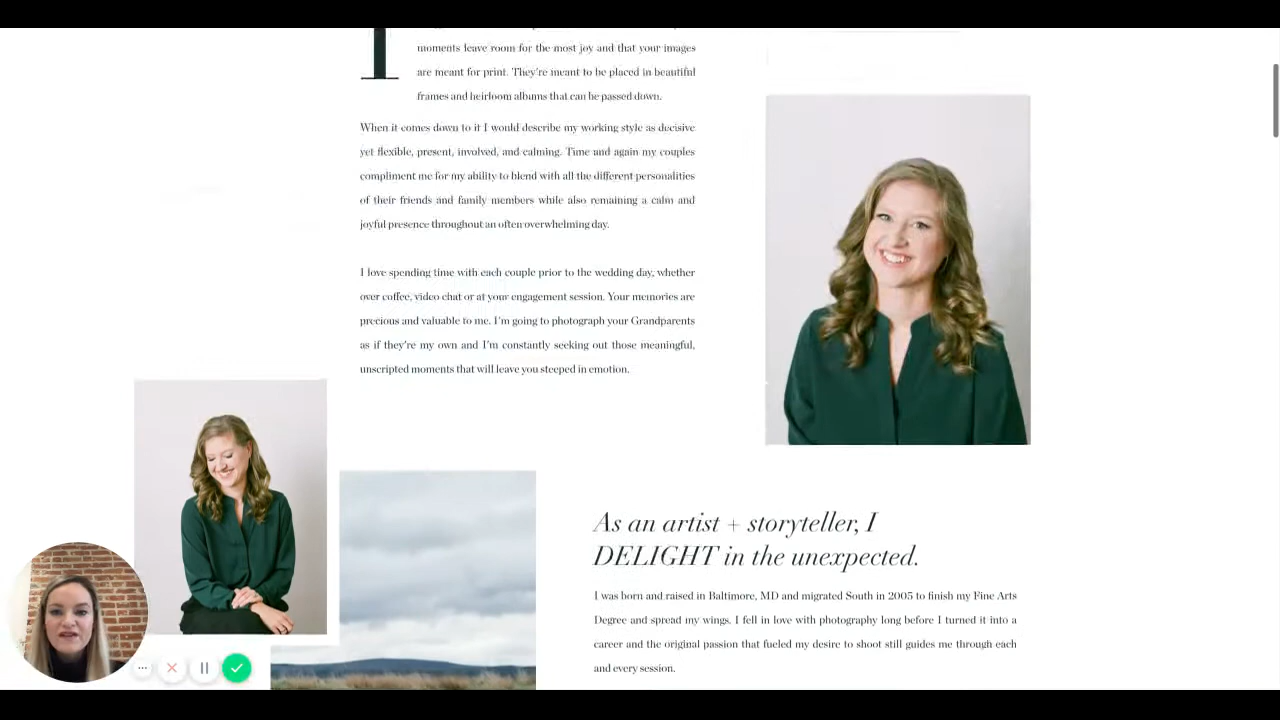 I
moments leave room for the most joy and that your images
are meant for print. They're meant to be placed in beautiful
frames and heirloom albums that can be passed down.
When it comes down to it I would describe my working style as decisive
yet flexible, present, involved, and calming. Time and again my couples
compliment me for my ability to blend with all the different personalities
of their friends and family members while also remaining a calm and
joyful presence throughout an often overwhelming day.
I love spending time with each couple prior to the wedding day, whether
over coffee, video chat or at your engagement session. Your memories are
precious and valuable to me. I'm going to photograph your Grandparents
as if they're my own and I'm constantly seeking out those meaningful,
unscripted moments that will leave you steeped in emotion.
As an artist + storyteller, I
DELIGHT in the unexpected.
I was born and raised in Baltimore, MD and migrated South in 2005 to finish my Fine Arts
Degree and spread my wings. I fell in love with photography long before I turned it into a
career and the original passion that fueled my desire to shoot still guides me through each
and every session.